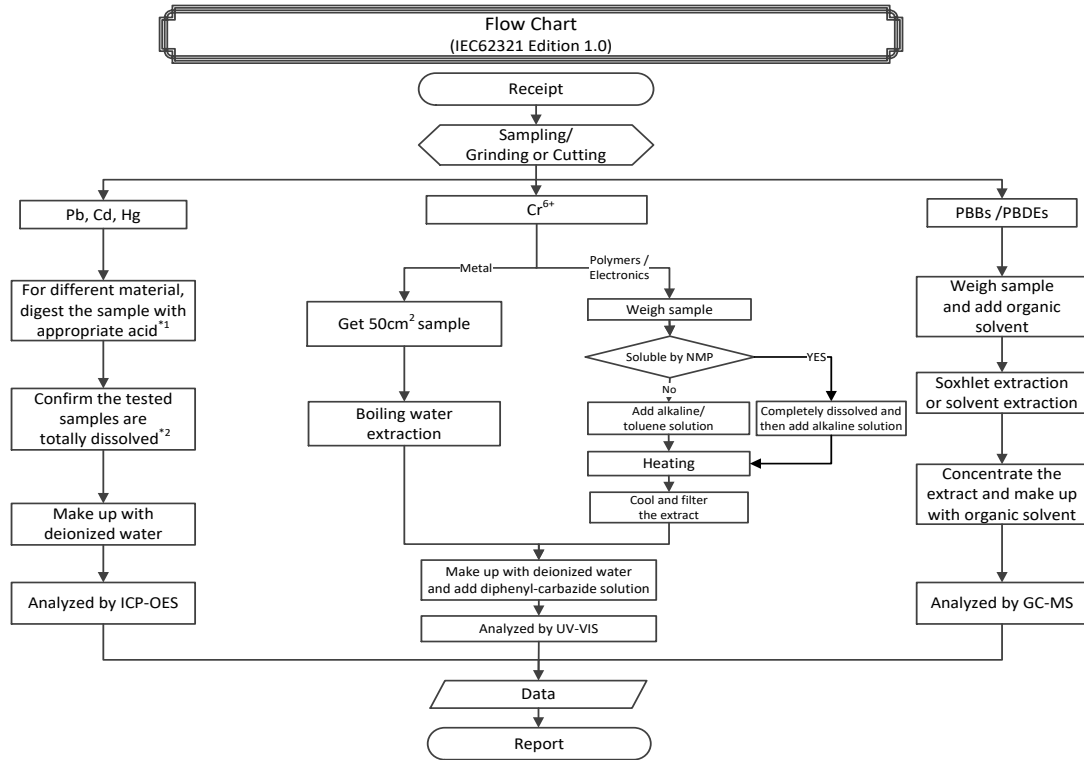 Flow Chart
(IEC62321 Edition 1.0)
Receipt
Sampling/
Grinding or Cutting
Pb, Cd, Hg
For different material,
digest the sample with
appropriate acid*1
Confirm the tested
samples are
totally dissolved*2
Make up with
deionized water
Analyzed by ICP-OES
Cr6+
Metal
Get 50cm2 sample
Boiling water
extraction
Polymers /
Electronics
Weigh sample
Soluble by NMP
YES
No
Add alkaline/
toluene solution
Completely dissolved and
then add alkaline solution
Heating
Cool and filter
the extract
Make up with deionized water
and add diphenyl-carbazide solution
Analyzed by UV-VIS
PBBs /PBDEs
Weigh sample
and add organic
solvent
Soxhlet extraction
or solvent extraction
Concentrate the
extract and make up
with organic solvent
Analyzed by GC-MS
Data
Report